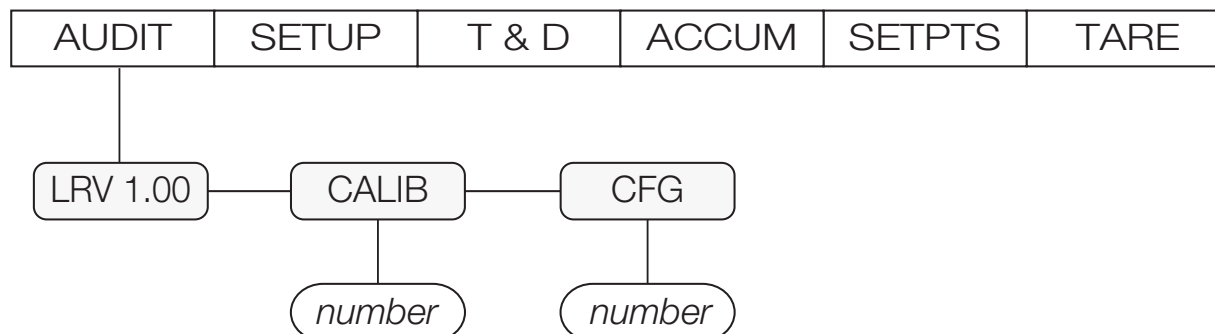 AUDIT SETUP T & D ACCUM SETPTS TARE
LRV 1.00 CALIB CFG
number number